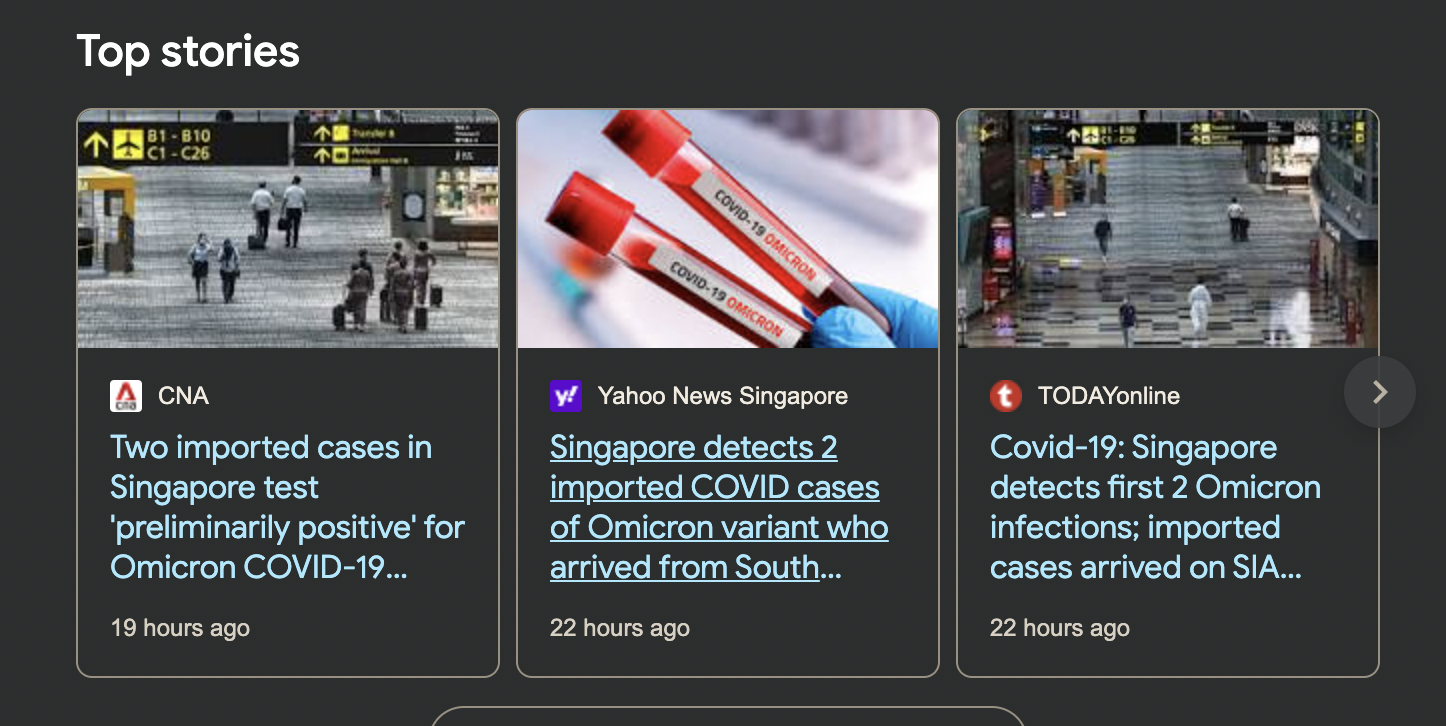 Top stories
B1 - B10
C1 - C26
Transfer B
Arrival
COVID-19 OMICRON
COVID-19 OMICRON
B1 - B10
C1 - C26
cna CNA
y! Yahoo News Singapore
t TODAYonline
Two imported cases in
Singapore test
'preliminarily positive' for
Omicron COVID-19...
Singapore detects 2
imported COVID cases
of Omicron variant who
arrived from South...
Covid-19: Singapore
detects first 2 Omicron
infections; imported
cases arrived on SIA...
19 hours ago
22 hours ago
22 hours ago